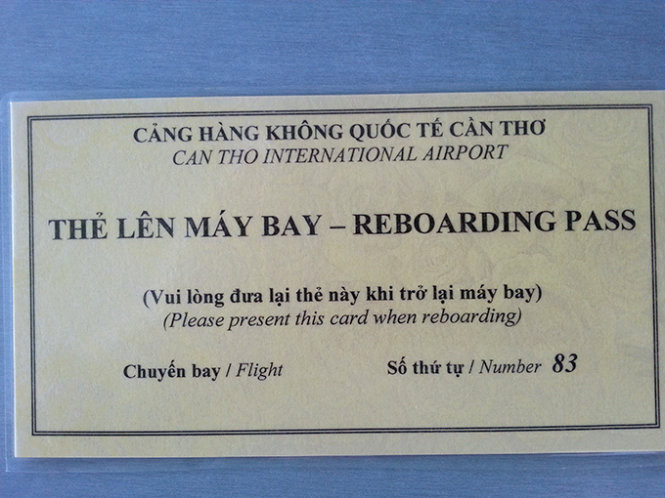 CẢNG HÀNG KHÔNG QUỐC TẾ CẦN THƠ
CAN THO INTERNATIONAL AIRPORT
THẺ LÊN MÁY BAY – REBOARDING PASS
(Vui lòng đưa lại thẻ này khi trở lại máy bay)
(Please present this card when reboarding)
Chuyến bay / Flight Số thứ tự / Number 83